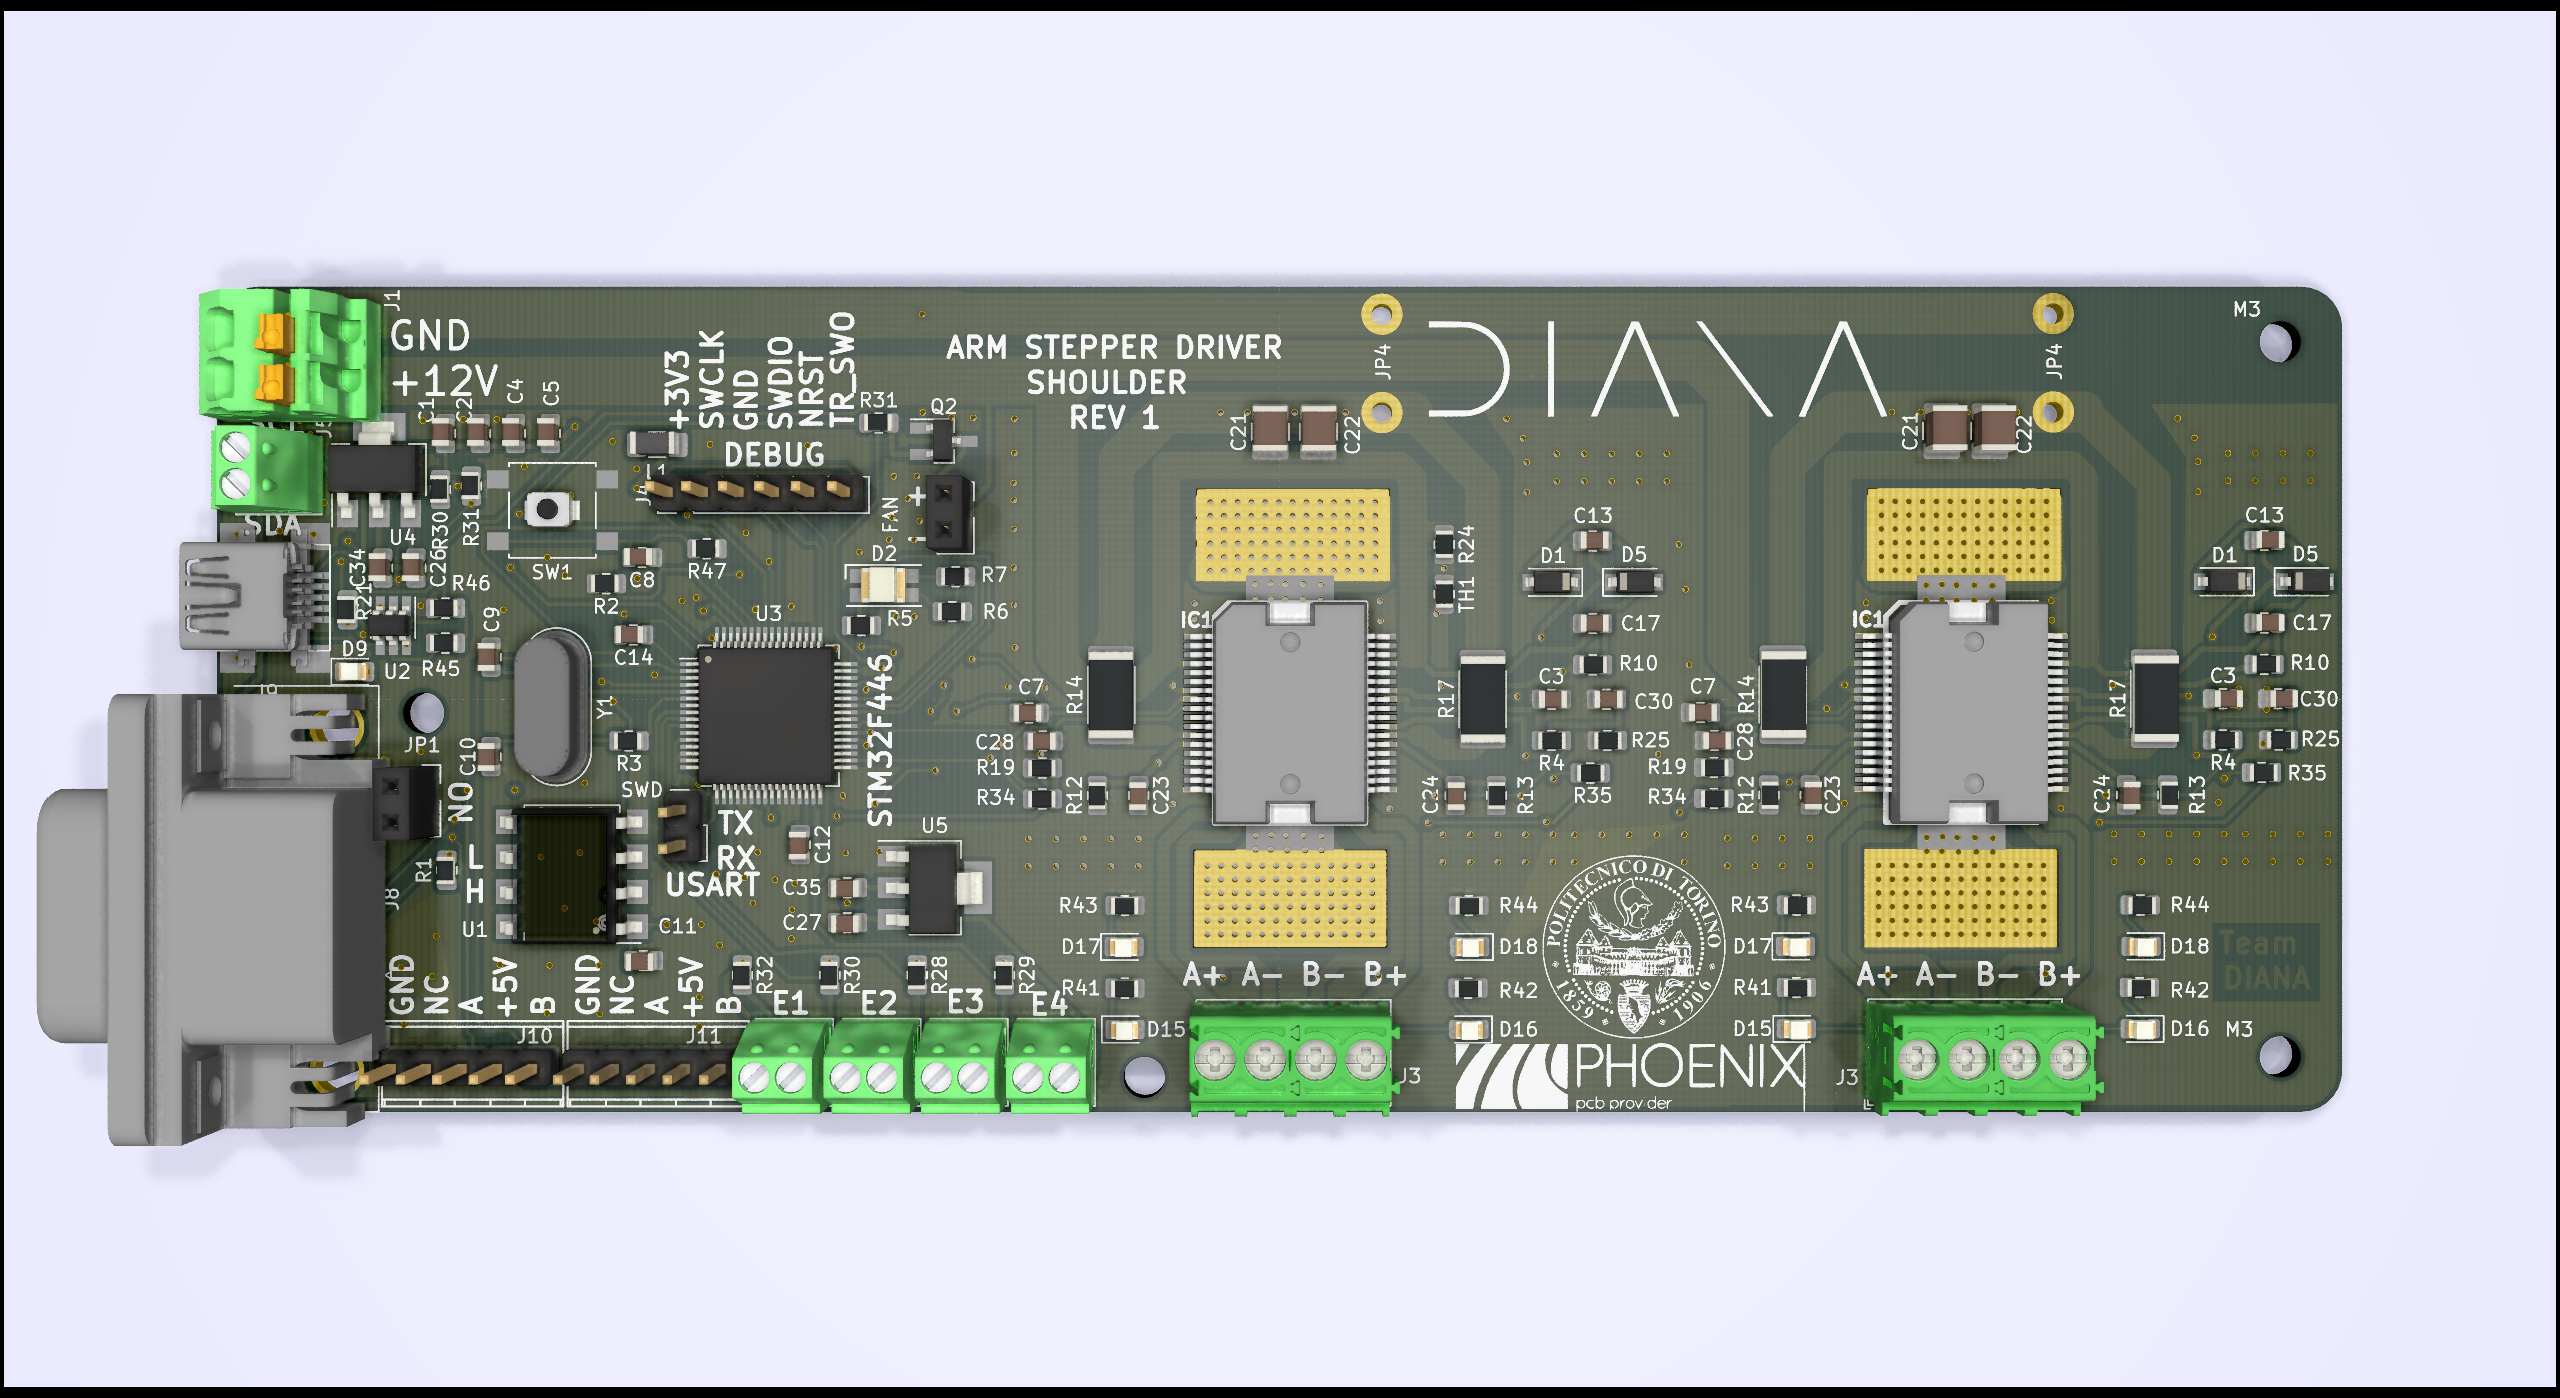 J1
GND
+12V
C1
C2
C4
C5
+3V3
SWCLK
GND
SWDIO
NRST
TR_SWO
DEBUG
R31
Q2
ARM STEPPER DRIVER
SHOULDER
REV 1
JP4
DIANA
JP4
M3
C21
C22
C21
C22
SDA
U4
R30
R31
SW1
L1
FAN
+
-
C34
C26
R46
R21
C8
R47
D2
R7
R2
R5
R6
R24
TH1
C13
D1
D5
C13
D1
D5
D9
U2
R45
C9
C14
U3
IC1
IC1
C17
R10
C17
R10
JP1
C10
Y1
R3
STM32F446
C7
R14
C28
R19
R34
R12
C23
R17
C3
C30
R4
R25
R35
C24
R13
C7
R14
C28
R19
R34
R12
C23
R17
C3
C30
R4
R25
R35
C24
R13
NO
SWD
TX
RX
USART
C12
U5
R1
L
H
J8
U1
C11
C35
C27
R43
D17
R41
D15
R44
D18
R42
D16
POLITECNICO DI TORINO
1859
1906
R43
D17
R41
D15
R44
D18
R42
D16
Team
DIANA
M3
GND
NC
A
+5V
B
GND
NC
A
+5V
B
R32
R30
R28
R29
E1
E2
E3
E4
A+ A- B- B+
A+ A- B- B+
J10
J11
J3
J3
PHOENIX
pcb provider